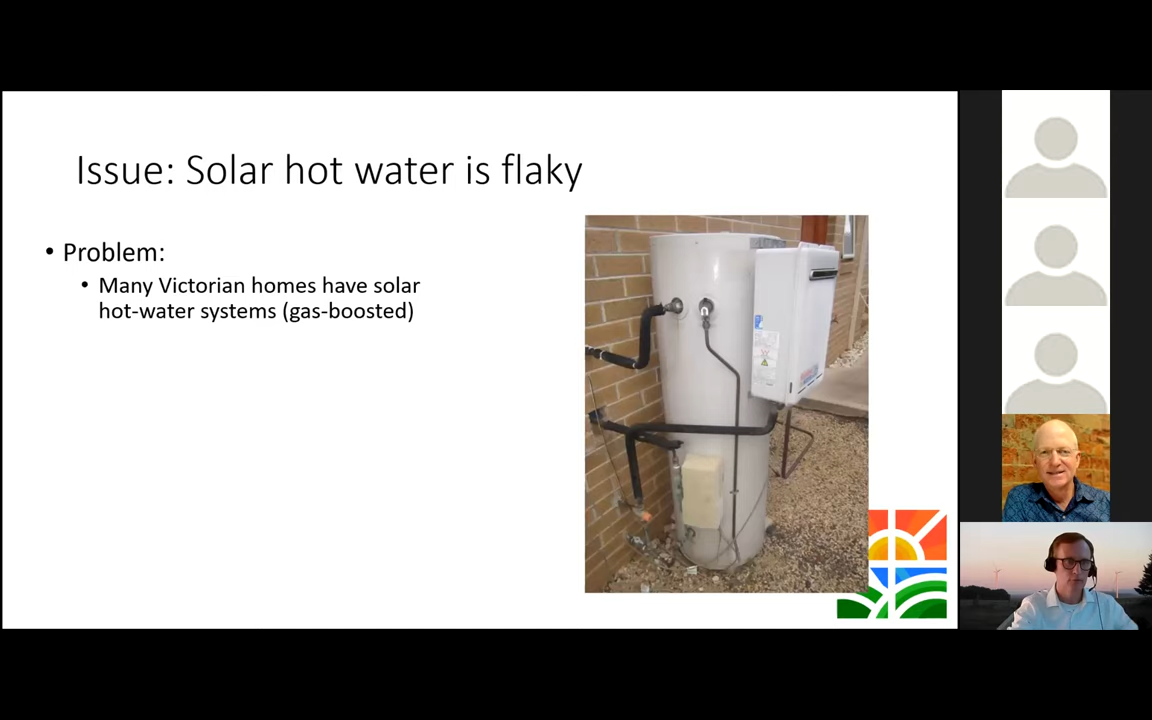 Issue: Solar hot water is flaky
• Problem:
• Many Victorian homes have solar
hot-water systems (gas-boosted)